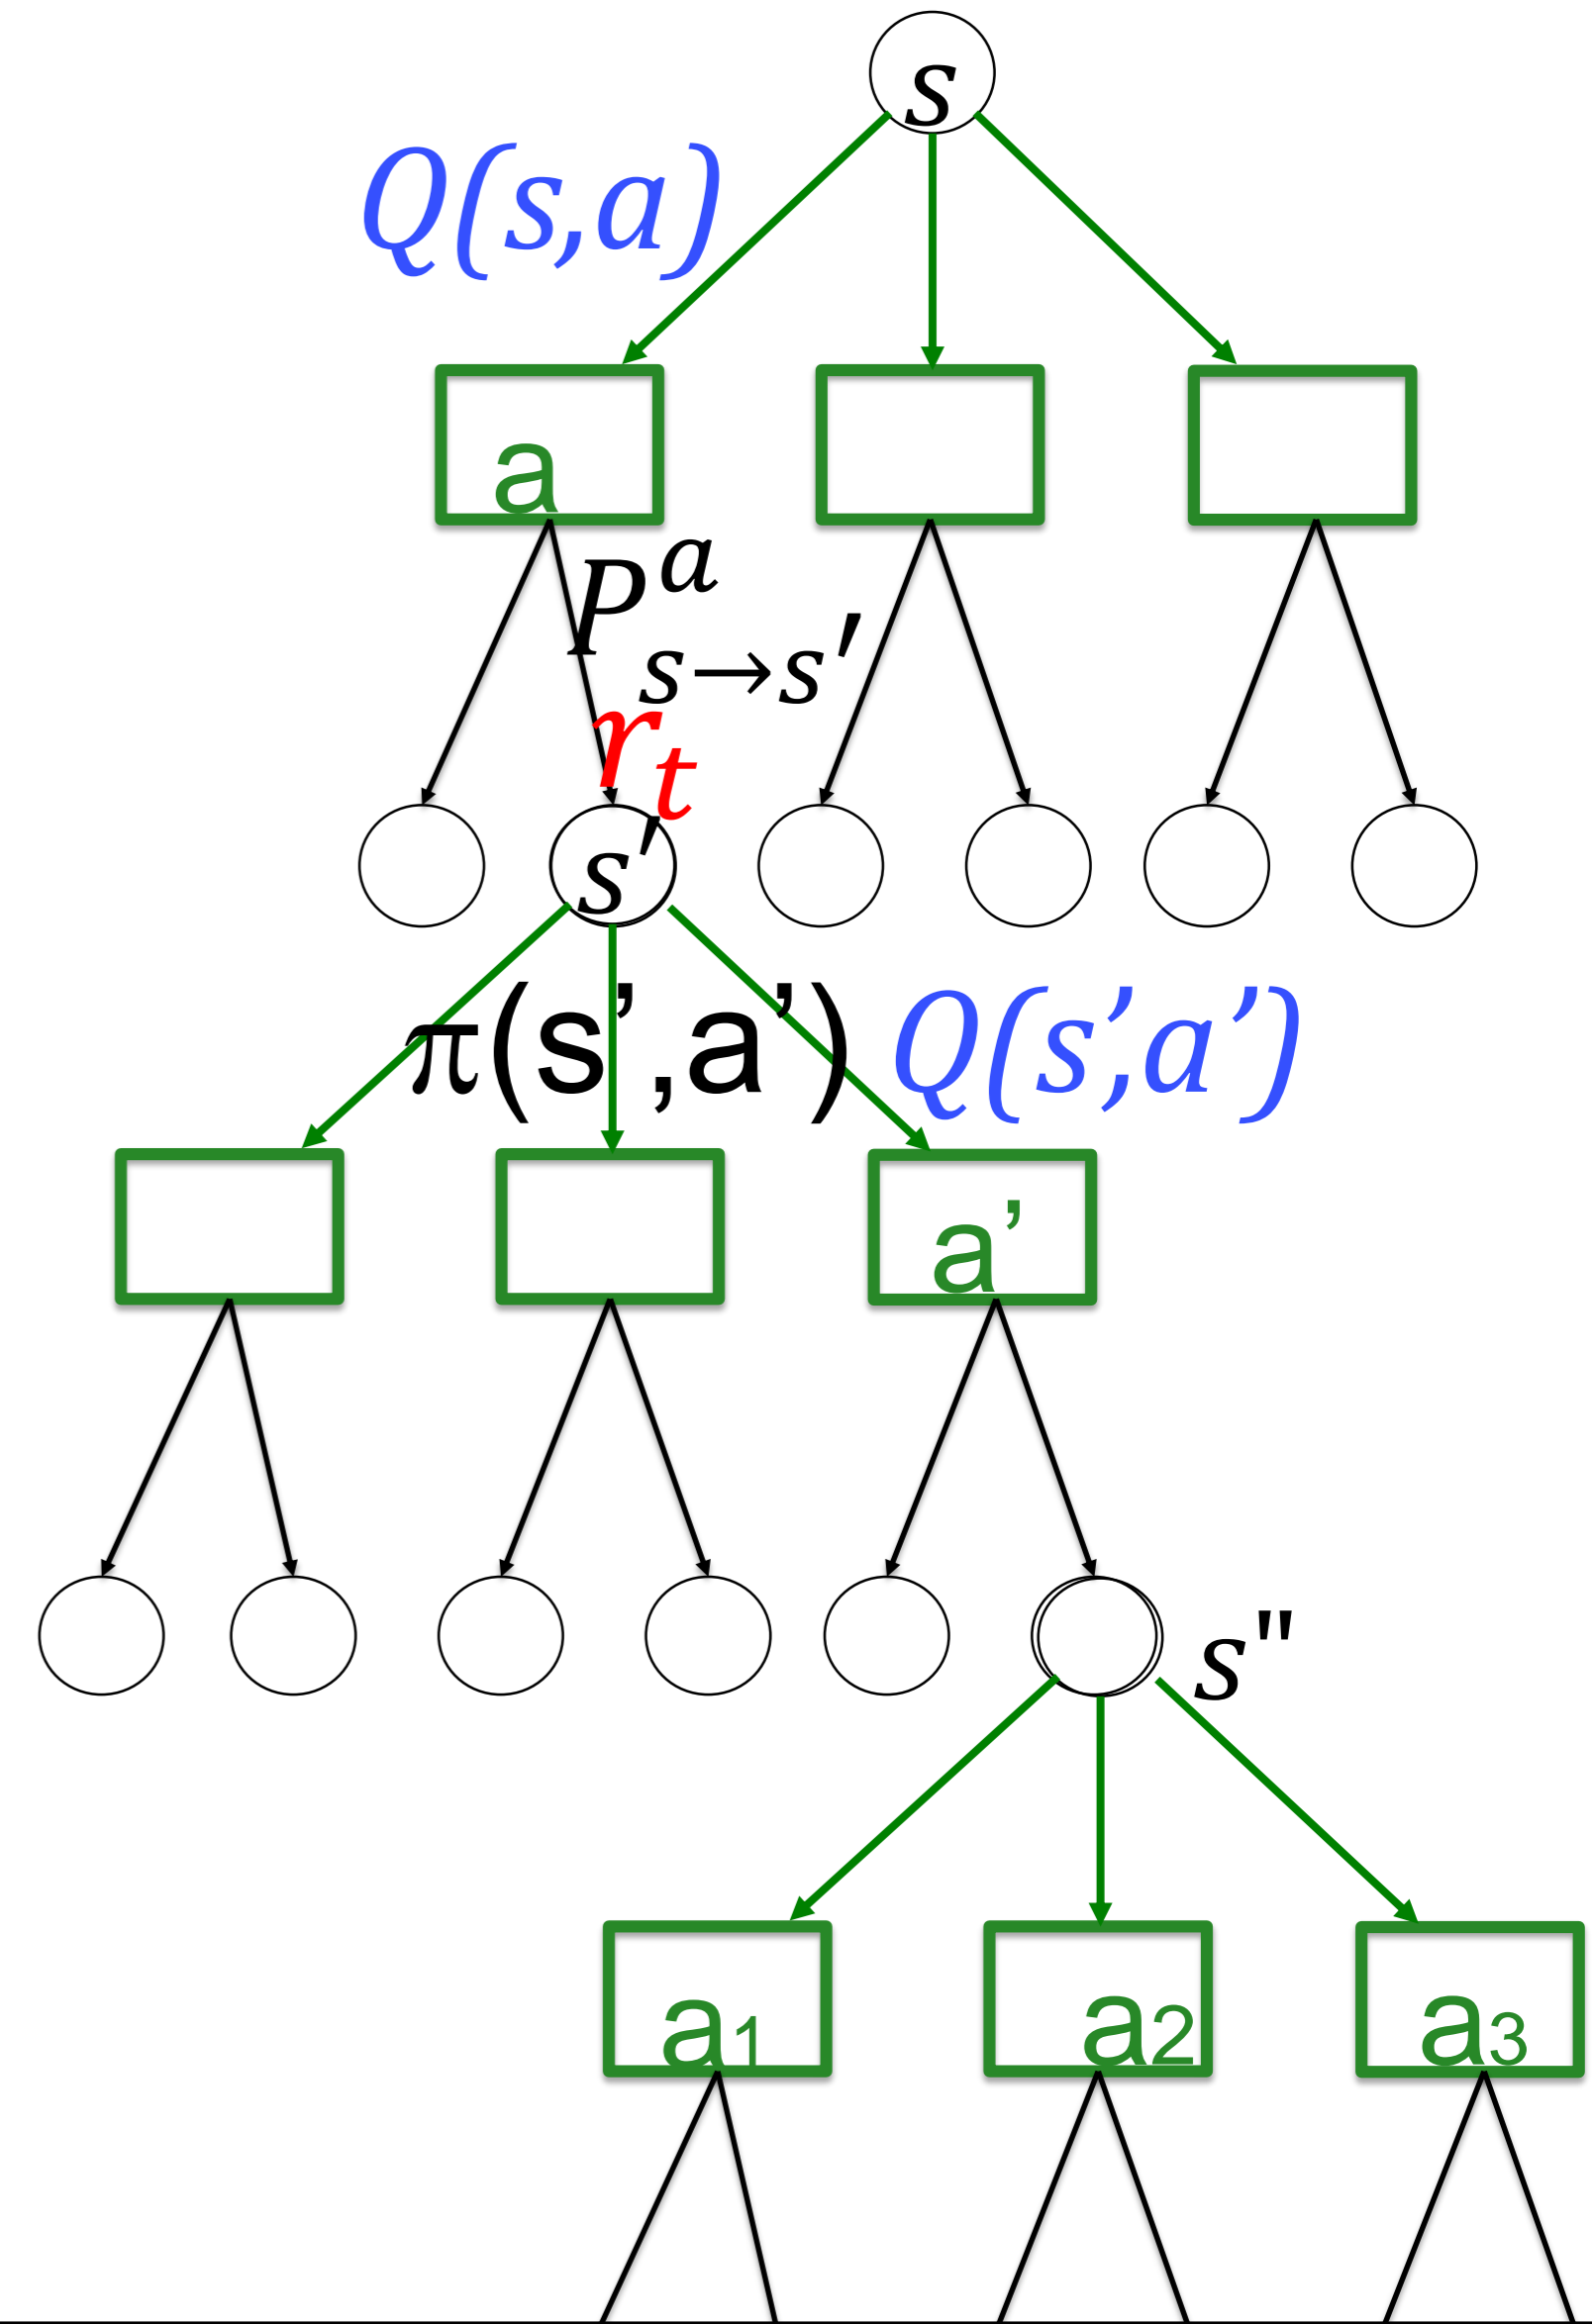 s
Q(s,a)
a
P^a_{s→s'}
r_t
s'
π(s’,a’)
Q(s’,a’)
a’
s"
a1
a2
a3